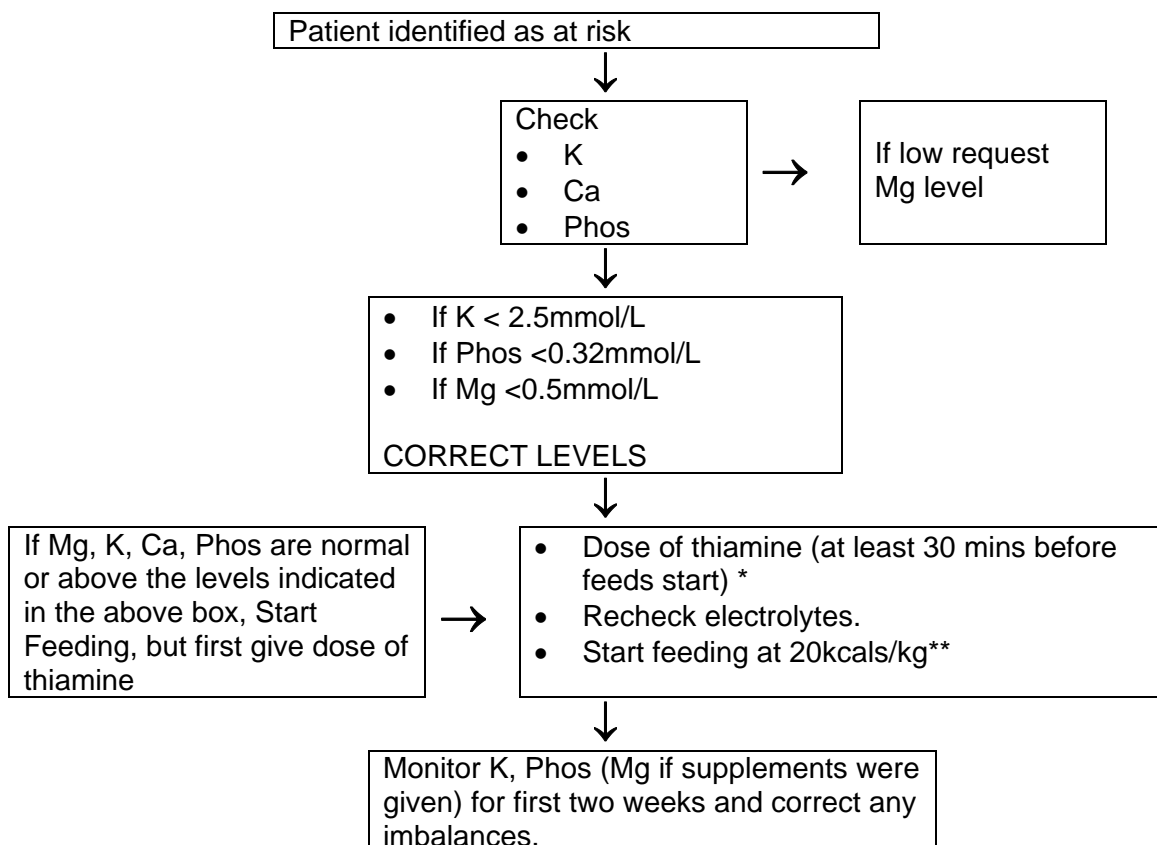 Patient identified as at risk
Check
• K
• Ca
• Phos
If low request
Mg level
• If K < 2.5mmol/L
• If Phos <0.32mmol/L
• If Mg <0.5mmol/L
CORRECT LEVELS
If Mg, K, Ca, Phos are normal
or above the levels indicated
in the above box, Start
Feeding, but first give dose of
thiamine
• Dose of thiamine (at least 30 mins before
feeds start) *
• Recheck electrolytes.
• Start feeding at 20kcals/kg**
Monitor K, Phos (Mg if supplements were
given) for first two weeks and correct any
imbalances.